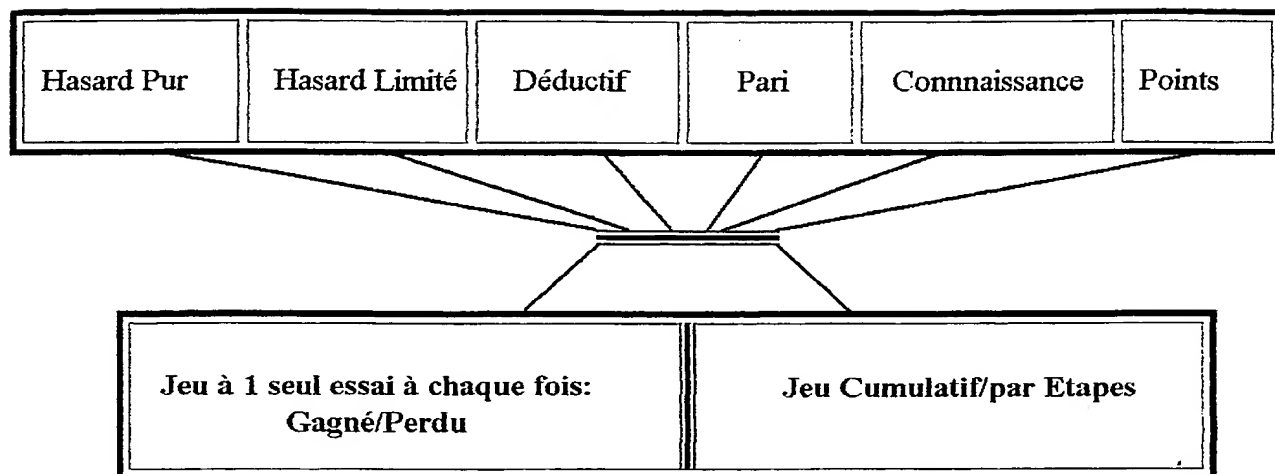 Hasard Pur
Hasard Limité
Déductif
Pari
Connnaissance
Points
Jeu à 1 seul essai à chaque fois:
Gagné/Perdu
Jeu Cumulatif/par Etapes